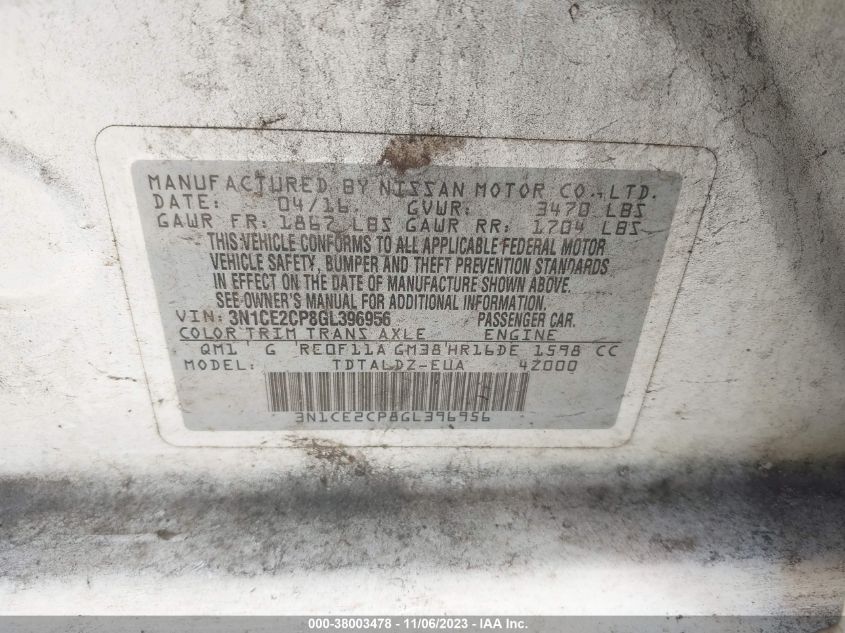 MANUFACTURED BY NISSAN MOTOR CO., LTD.
DATE: 04/16 GVWR: 3470 LBS
GAWR FR: 1867 LBS GAWR RR: 1704 LBS
THIS VEHICLE CONFORMS TO ALL APPLICABLE FEDERAL MOTOR
VEHICLE SAFETY, BUMPER AND THEFT PREVENTION STANDARDS
IN EFFECT ON THE DATE OF MANUFACTURE SHOWN ABOVE.
SEE OWNER'S MANUAL FOR ADDITIONAL INFORMATION.
VIN: 3N1CE2CP8GL396956 PASSENGER CAR.
COLOR TRIM TRANS AXLE ENGINE
QM1 G RE0F11A GM38 HR16DE 1598 CC
MODEL: TDTALDZ-EUA 4Z000
3N1CE2CP8GL396956
000-38003478 - 11/06/2023 - IAA Inc.